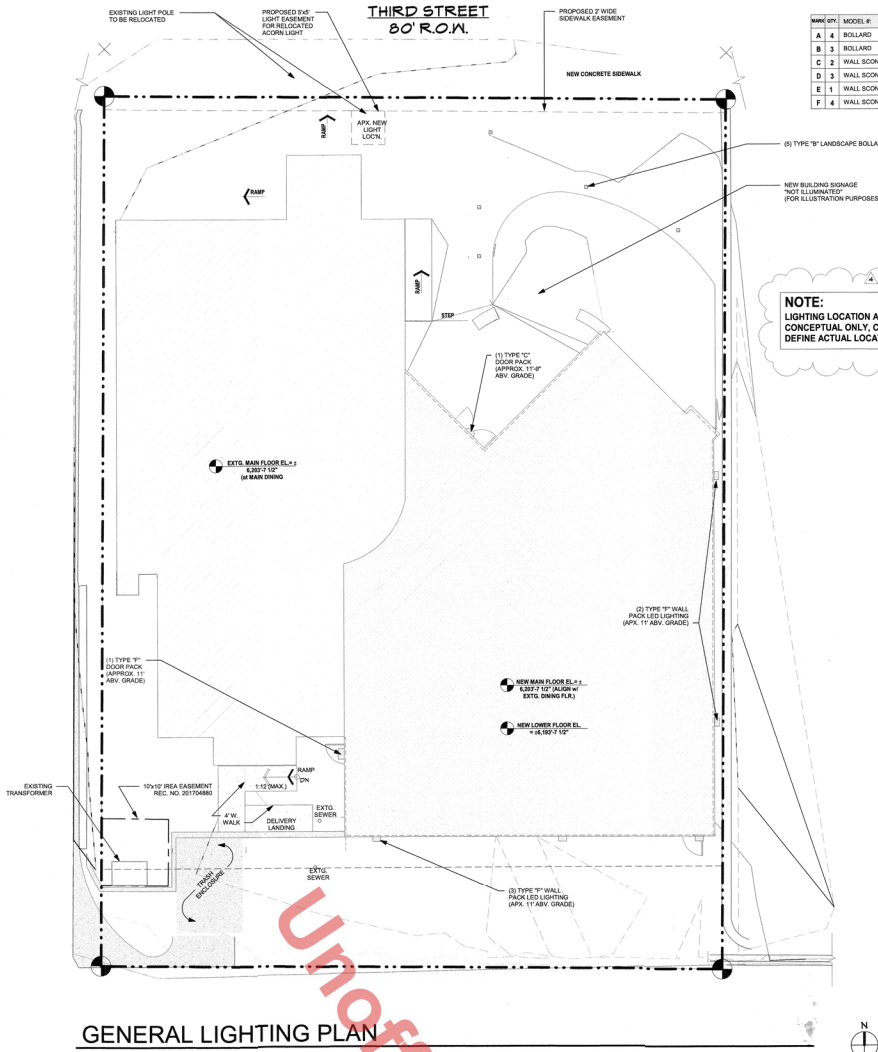 THIRD STREET
80' R.O.W.
EXISTING LIGHT POLE
TO BE RELOCATED
PROPOSED 5'x5'
LIGHT EASEMENT
FOR RELOCATED
ACORN LIGHT
PROPOSED 2' WIDE
SIDEWALK EASEMENT
NEW CONCRETE SIDEWALK
MARK QTY. MODEL #:
A 4 BOLLARD
B 3 BOLLARD
C 2 WALL SCON
D 3 WALL SCON
E 1 WALL SCON
F 4 WALL SCON
RAMP
APX. NEW
LIGHT
LOC'N.
(5) TYPE "B" LANDSCAPE BOLLA
RAMP
NEW BUILDING SIGNAGE
"NOT ILLUMINATED"
(FOR ILLUSTRATION PURPOSES
RAMP
STEP
4
NOTE:
LIGHTING LOCATION A
CONCEPTUAL ONLY, C
DEFINE ACTUAL LOCA
(1) TYPE "C"
DOOR PACK
(APPROX. 11'-0"
ABV. GRADE)
EXTG. MAIN FLOOR EL.= ±
6,203'-7 1/2"
(at MAIN DINING
(2) TYPE "F" WALL
PACK LED LIGHTING
(APX. 11' ABV. GRADE)
(1) TYPE "F"
DOOR PACK
(APPROX. 11'
ABV. GRADE)
NEW MAIN FLOOR EL.= ±
6,203'-7 1/2" (ALIGN w/
EXTG. DINING FLR.)
NEW LOWER FLOOR EL.
= ±6,193'-7 1/2"
EXISTING
TRANSFORMER
10'x10' IREA EASEMENT
REC. NO. 201704880
RAMP
DN
1:12 (MAX.)
4' W.
WALK
DELIVERY
LANDING
EXTG.
SEWER
EXTG.
SEWER
TRASH
ENCLOSURE
(3) TYPE "F" WALL
PACK LED LIGHTING
(APX. 11' ABV. GRADE)
Unof
GENERAL LIGHTING PLAN
N